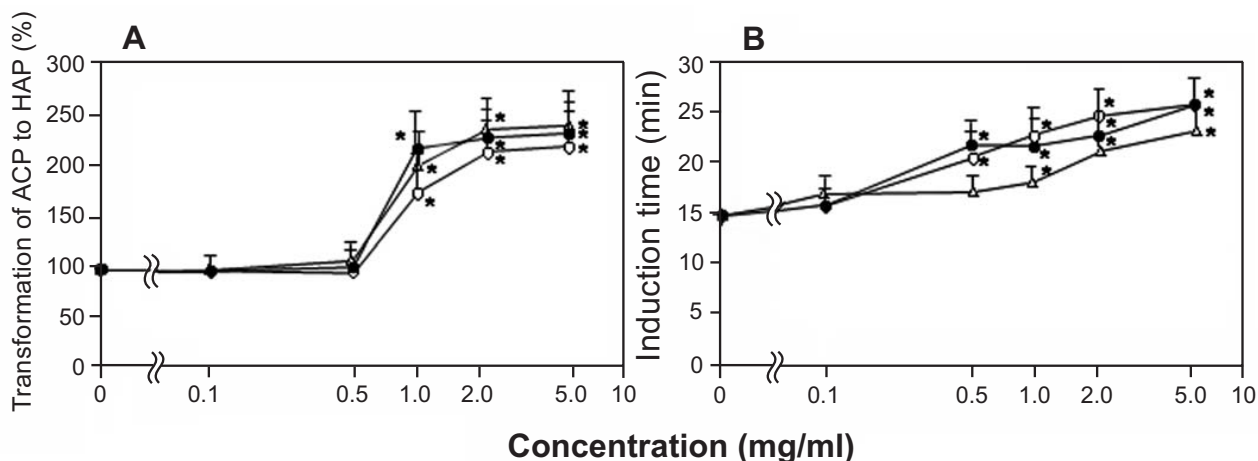 A
B
Transformation of ACP to HAP (%)
300
250
200
150
100
50
0
0 0.1 0.5 1.0 2.0 5.0 10
* * * * * * * * *
Induction time (min)
30
25
20
15
10
5
0
0 0.1 0.5 1.0 2.0 5.0 10
* * * * * * * * * *
Concentration (mg/ml)